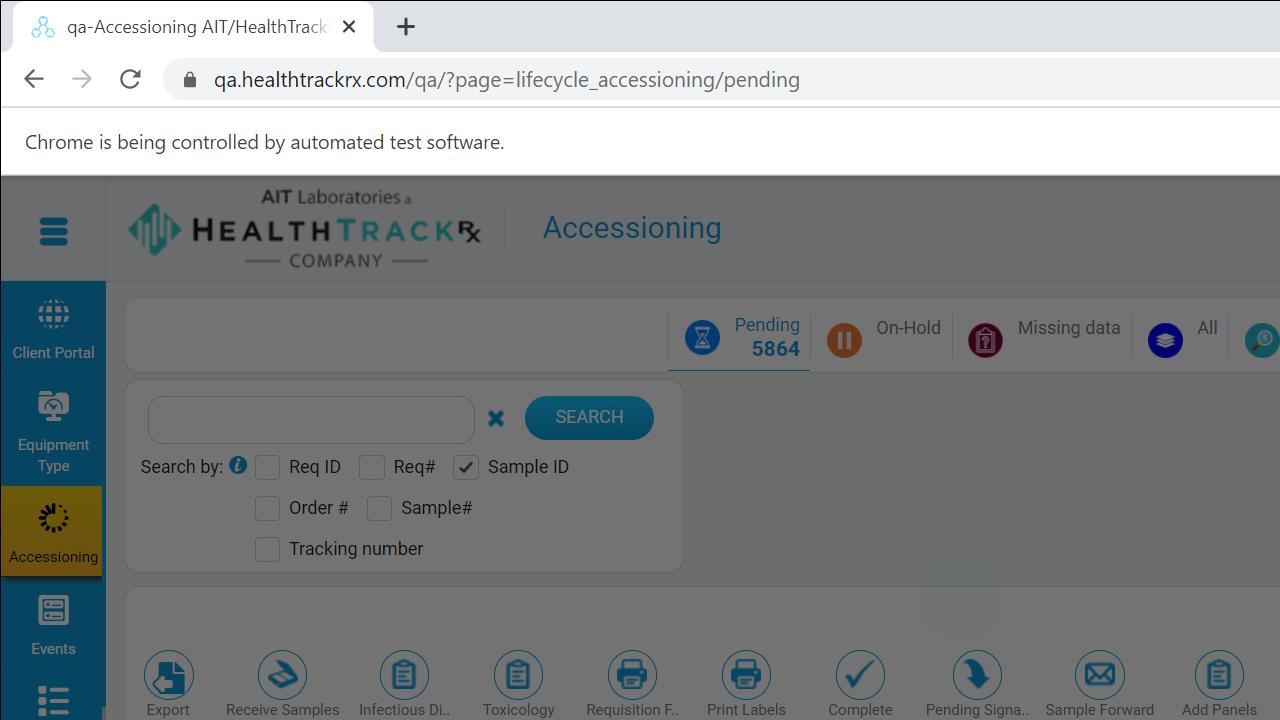 qa-Accessioning AIT/HealthTrack
qa.healthtrackrx.com/qa/?page=lifecycle_accessioning/pending
Chrome is being controlled by automated test software.
AIT Laboratories a
HEALTHTRACKRx
COMPANY
Accessioning
Client Portal
Equipment
Type
Accessioning
Events
Pending
5864
On-Hold
Missing data
All
SEARCH
Search by: i Req ID Req# Sample ID
Order # Sample#
Tracking number
Export Receive Samples Infectious Di.. Toxicology Requisition F.. Print Labels Complete Pending Signa.. Sample Forward Add Panels